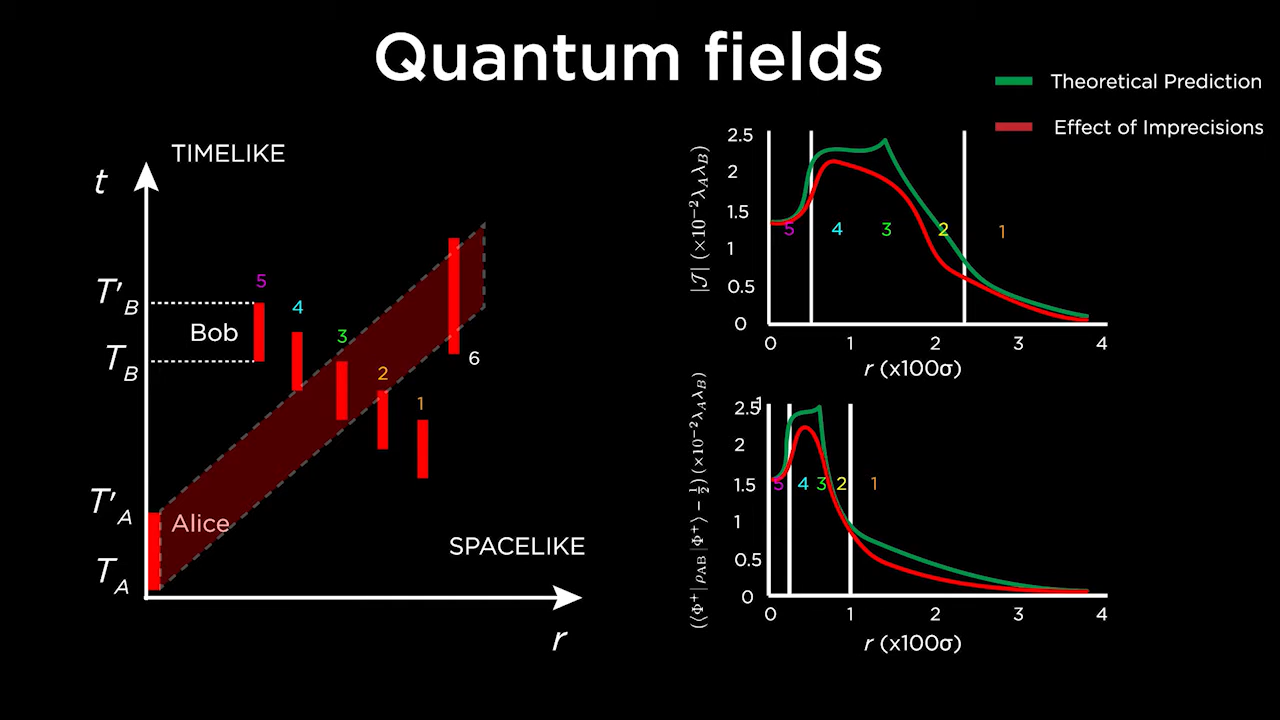 Quantum fields
Theoretical Prediction
Effect of Imprecisions
TIMELIKE
t
T′B
TB
T′A
TA
Bob
Alice
5
4
3
2
1
6
SPACELIKE
r
|𝒥| (×10⁻²λAλB)
2.5
2
1.5
1
0.5
0
5
4
3
2
1
0 1 2 3 4
r (x100σ)
(⟨Φ⁺| ρAB |Φ⁺⟩ − ½) (×10⁻²λAλB)
1
2.5
2
1.5
1
0.5
0
5
4
3
2
1
0 1 2 3 4
r (x100σ)